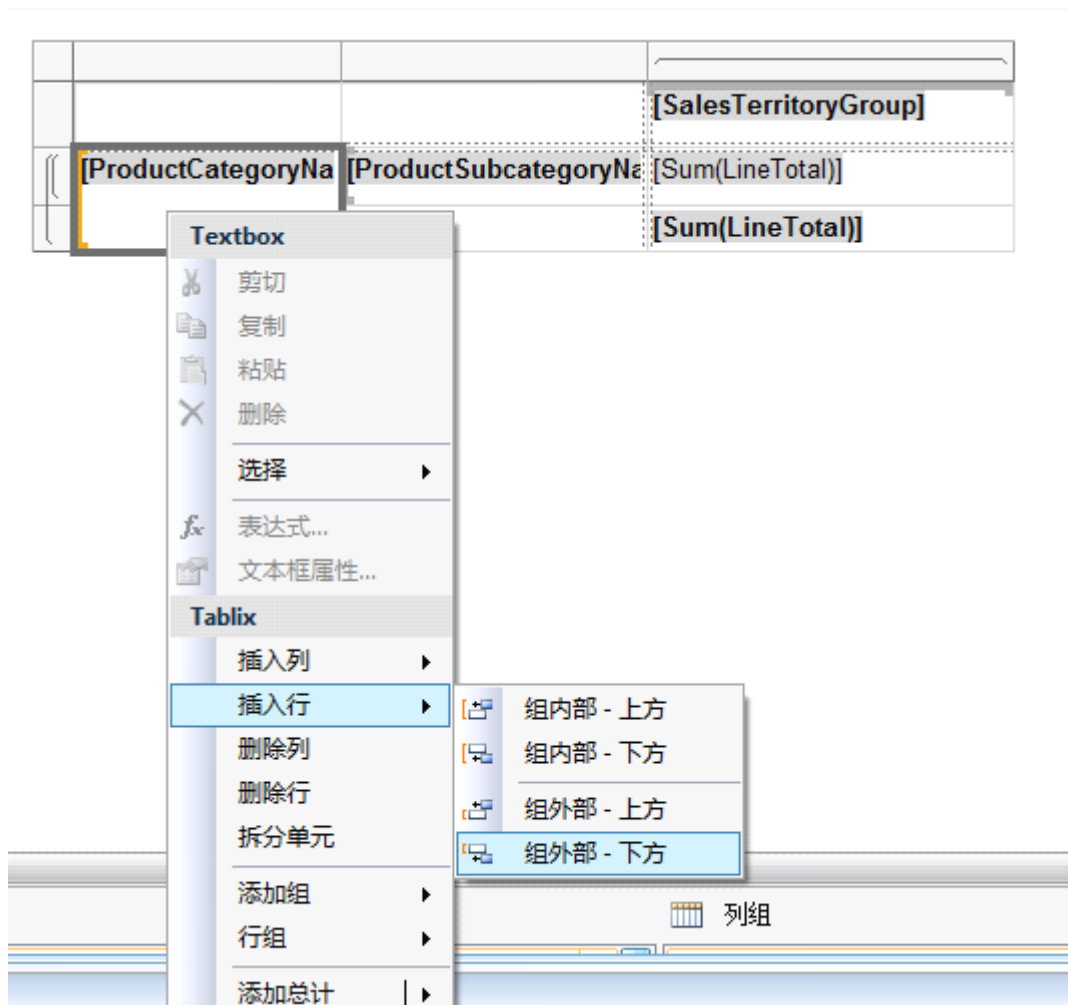 [SalesTerritoryGroup]
[ProductCategoryNa [ProductSubcategoryNa [Sum(LineTotal)]
[Sum(LineTotal)]
Textbox
剪切
复制
粘贴
删除
选择
fx 表达式...
文本框属性...
Tablix
插入列
插入行
删除列
删除行
拆分单元
添加组
行组
添加总计
组内部 - 上方
组内部 - 下方
组外部 - 上方
组外部 - 下方
列组